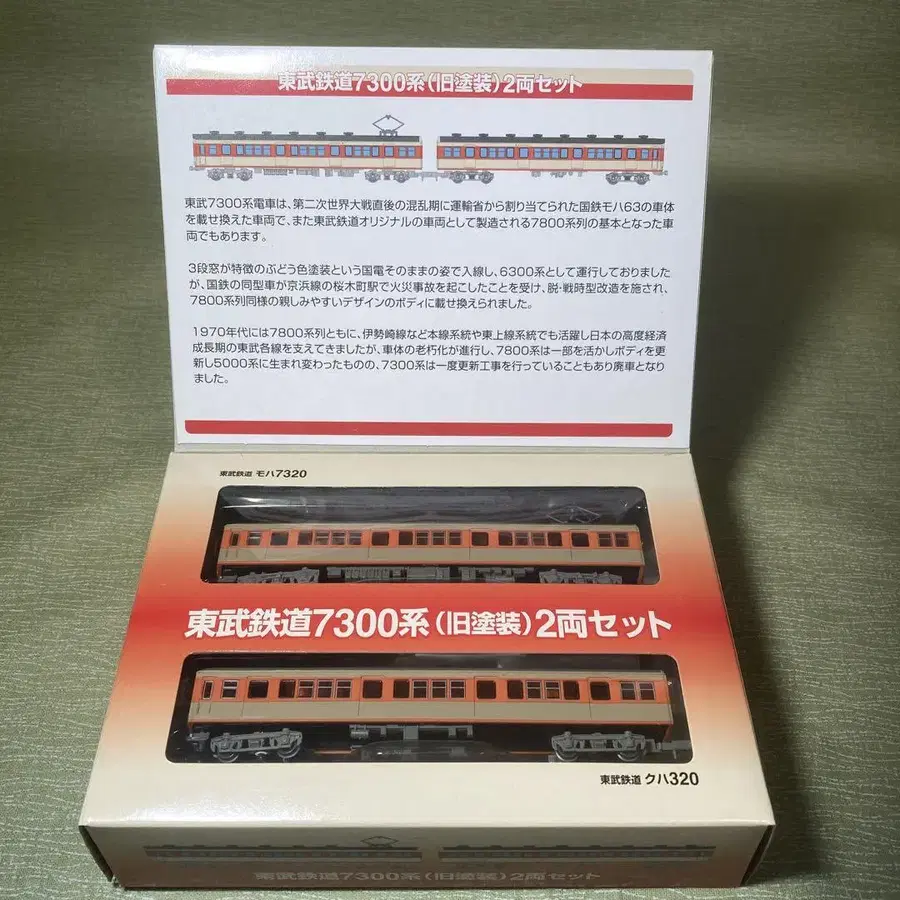 東武鉄道7300系(旧塗装)2両セット
東武7300系電車は、第二次世界大戦直後の混乱期に運輸省から割り当てられた国鉄モハ63の車体
を載せ換えた車両で、また東武鉄道オリジナルの車両として製造される7800系列の基本となった車
両でもあります。
3段窓が特徴のぶどう色塗装という国電そのままの姿で入線し、6300系として運行しておりました
が、国鉄の同型車が京浜線の桜木町駅で火災事故を起こしたことを受け、脱・戦時型改造を施され、
7800系列同様の親しみやすいデザインのボディに載せ換えられました。
1970年代には7800系列ともに、伊勢崎線など本線系統や東上線系統でも活躍し日本の高度経済
成長期の東武各線を支えてきましたが、車体の老朽化が進行し、7800系は一部を活かしボディを更
新し5000系に生まれ変わったものの、7300系は一度更新工事を行っていることもあり廃車となり
ました。
東武鉄道 モハ7320
東武鉄道7300系(旧塗装)2両セット
東武鉄道 クハ320
東武鉄道7300系(旧塗装)2両セット